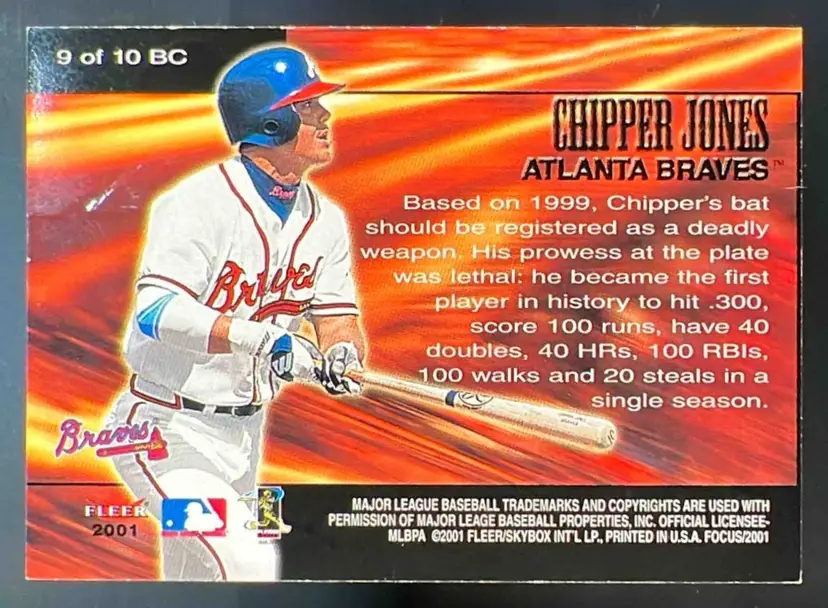 9 of 10 BC
CHIPPER JONES
ATLANTA BRAVES™
Based on 1999, Chipper's bat
should be registered as a deadly
weapon. His prowess at the plate
was lethal: he became the first
player in history to hit .300,
score 100 runs, have 40
doubles, 40 HRs, 100 RBIs,
100 walks and 20 steals in a
single season.
Braves
Braves
Braves
FLEER
2001
MAJOR LEAGUE BASEBALL TRADEMARKS AND COPYRIGHTS ARE USED WITH
PERMISSION OF MAJOR LEAGE BASEBALL PROPERTIES, INC. OFFICIAL LICENSEE-
MLBPA ©2001 FLEER/SKYBOX INT'L LP., PRINTED IN U.S.A. FOCUS/2001